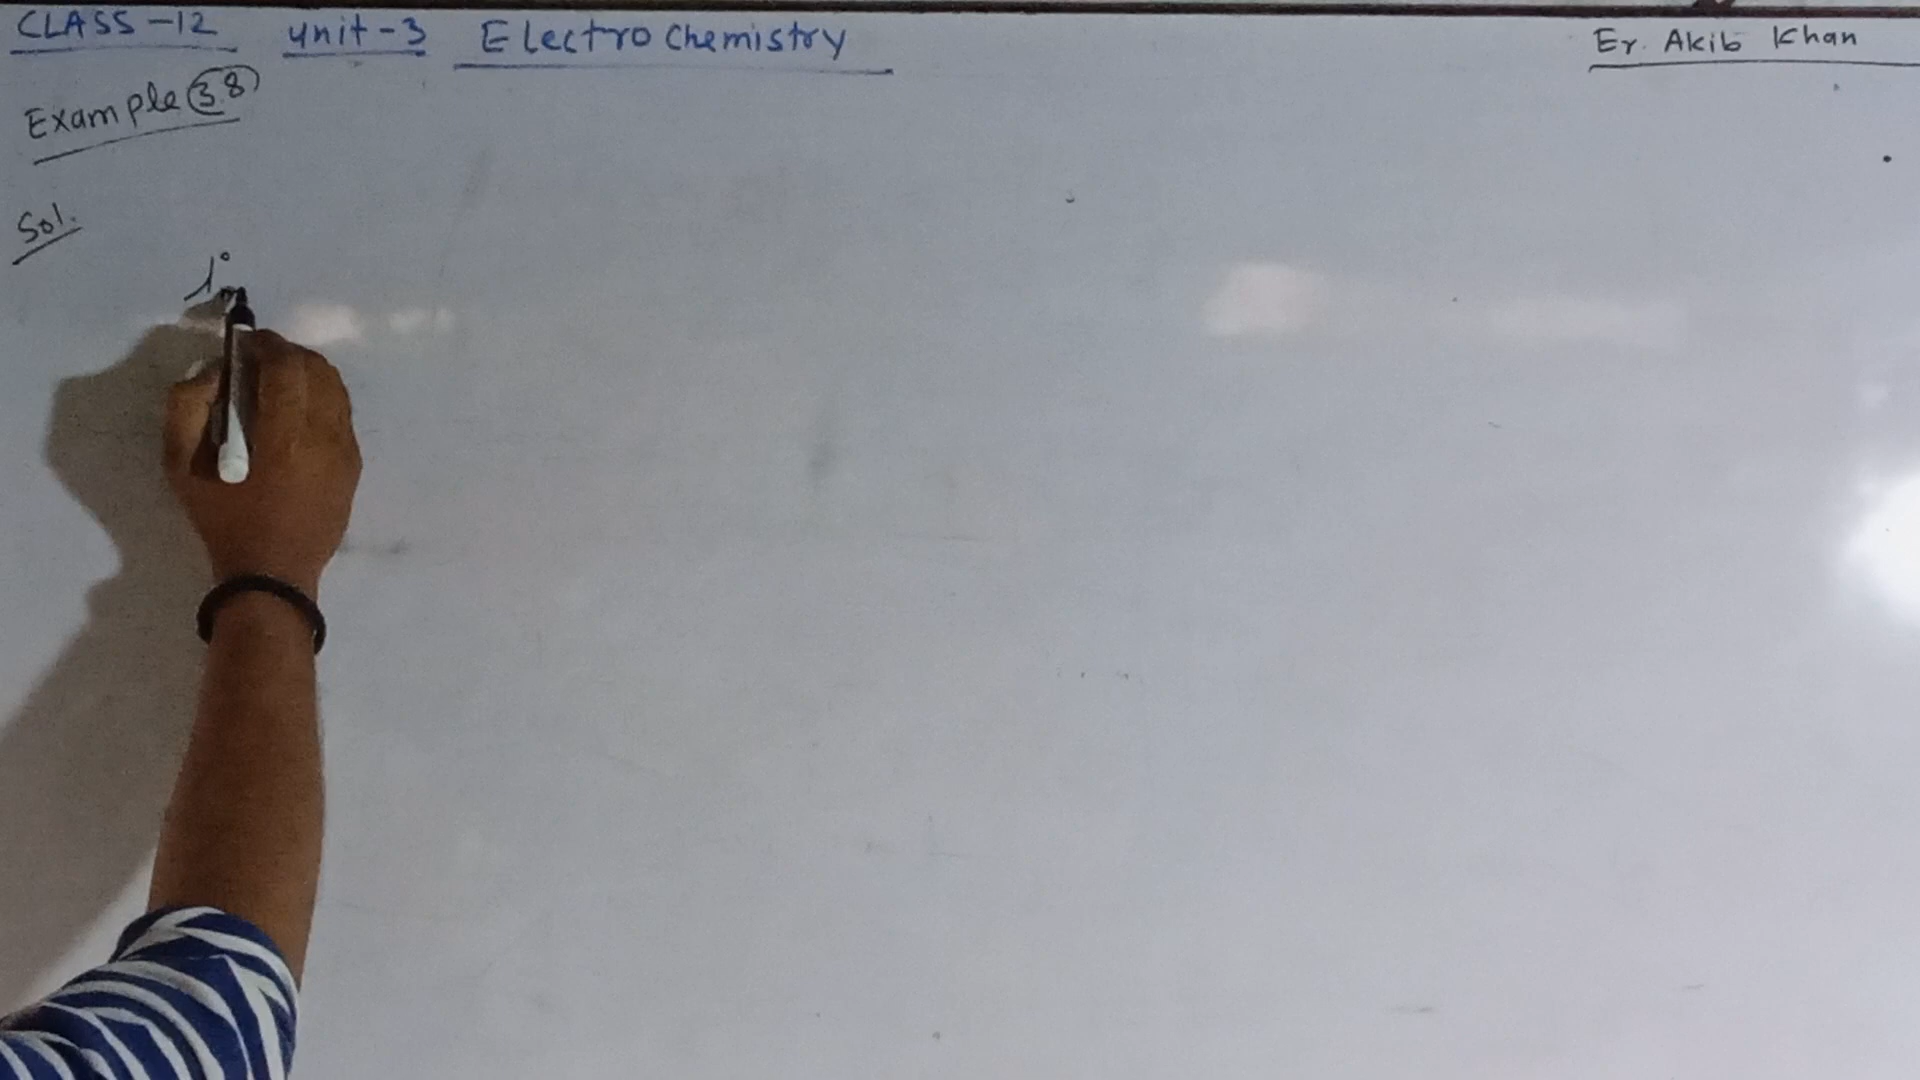 CLASS-12 Unit-3 Electro Chemistry Er. Akib Khan
Example 3.8
Sol.